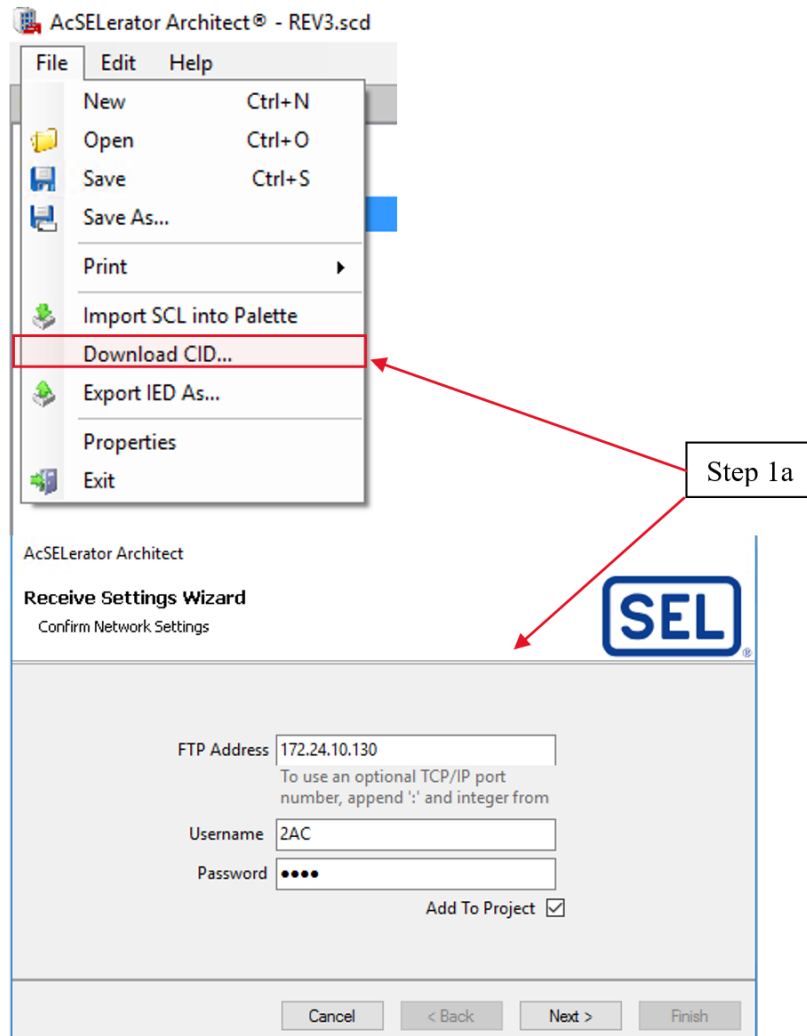 AcSELerator Architect® - REV3.scd
File Edit Help
New Ctrl+N
Open Ctrl+O
Save Ctrl+S
Save As...
Print
Import SCL into Palette
Download CID...
Export IED As...
Properties
Exit
Step 1a
AcSELerator Architect
Receive Settings Wizard
Confirm Network Settings
SEL®
FTP Address 172.24.10.130
To use an optional TCP/IP port
number, append ':' and integer from
Username 2AC
Password ●●●●
Add To Project
Cancel < Back Next > Finish